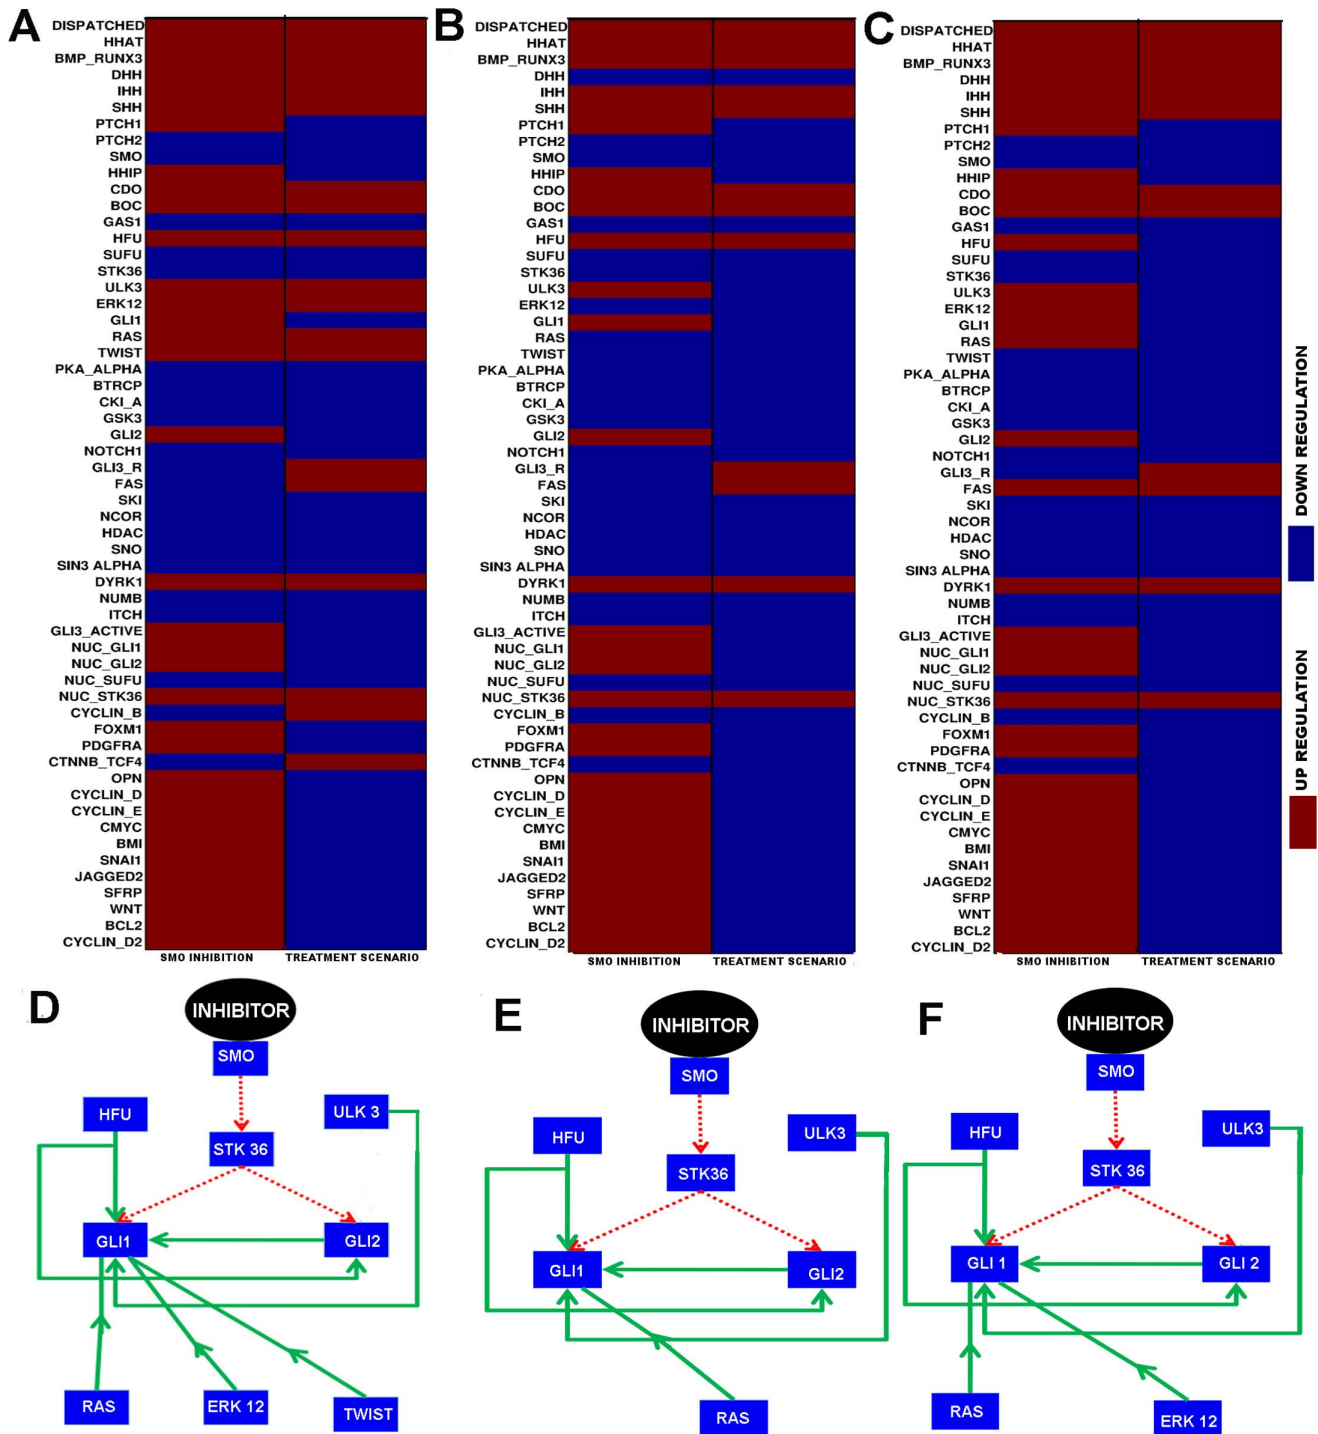 A
DISPATCHED
HHAT
BMP_RUNX3
DHH
IHH
SHH
PTCH1
PTCH2
SMO
HHIP
CDO
BOC
GAS1
HFU
SUFU
STK36
ULK3
ERK12
GLI1
RAS
TWIST
PKA_ALPHA
BTRCP
CKI_A
GSK3
GLI2
NOTCH1
GLI3_R
FAS
SKI
NCOR
HDAC
SNO
SIN3 ALPHA
DYRK1
NUMB
ITCH
GLI3_ACTIVE
NUC_GLI1
NUC_GLI2
NUC_SUFU
NUC_STK36
CYCLIN_B
FOXM1
PDGFRA
CTNNB_TCF4
OPN
CYCLIN_D
CYCLIN_E
CMYC
BMI
SNAI1
JAGGED2
SFRP
WNT
BCL2
CYCLIN_D2
SMO INHIBITION
TREATMENT SCENARIO
B
DISPATCHED
HHAT
BMP_RUNX3
DHH
IHH
SHH
PTCH1
PTCH2
SMO
HHIP
CDO
BOC
GAS1
HFU
SUFU
STK36
ULK3
ERK12
GLI1
RAS
TWIST
PKA_ALPHA
BTRCP
CKI_A
GSK3
GLI2
NOTCH1
GLI3_R
FAS
SKI
NCOR
HDAC
SNO
SIN3 ALPHA
DYRK1
NUMB
ITCH
GLI3_ACTIVE
NUC_GLI1
NUC_GLI2
NUC_SUFU
NUC_STK36
CYCLIN_B
FOXM1
PDGFRA
CTNNB_TCF4
OPN
CYCLIN_D
CYCLIN_E
CMYC
BMI
SNAI1
JAGGED2
SFRP
WNT
BCL2
CYCLIN_D2
SMO INHIBITION
TREATMENT SCENARIO
C
DISPATCHED
HHAT
BMP_RUNX3
DHH
IHH
SHH
PTCH1
PTCH2
SMO
HHIP
CDO
BOC
GAS1
HFU
SUFU
STK36
ULK3
ERK12
GLI1
RAS
TWIST
PKA_ALPHA
BTRCP
CKI_A
GSK3
GLI2
NOTCH1
GLI3_R
FAS
SKI
NCOR
HDAC
SNO
SIN3 ALPHA
DYRK1
NUMB
ITCH
GLI3_ACTIVE
NUC_GLI1
NUC_GLI2
NUC_SUFU
NUC_STK36
CYCLIN_B
FOXM1
PDGFRA
CTNNB_TCF4
OPN
CYCLIN_D
CYCLIN_E
CMYC
BMI
SNAI1
JAGGED2
SFRP
WNT
BCL2
CYCLIN_D2
SMO INHIBITION
TREATMENT SCENARIO
DOWN REGULATION
UP REGULATION
D
INHIBITOR
SMO
HFU
ULK 3
STK 36
GLI1
GLI2
RAS
ERK 12
TWIST
E
INHIBITOR
SMO
HFU
ULK3
STK36
GLI1
GLI2
RAS
F
INHIBITOR
SMO
HFU
ULK3
STK 36
GLI 1
GLI 2
RAS
ERK 12